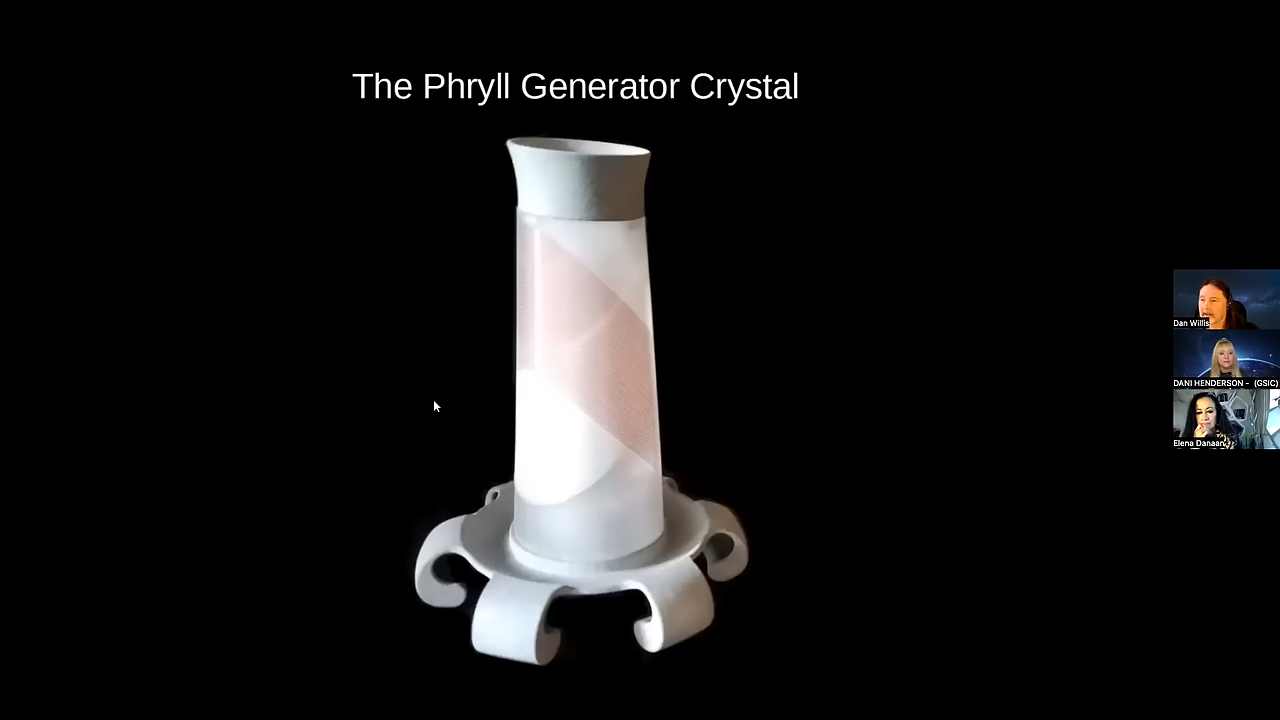 The Phryll Generator Crystal
Dan Willis
DANI HENDERSON - (GSIC)
Elena Danaan